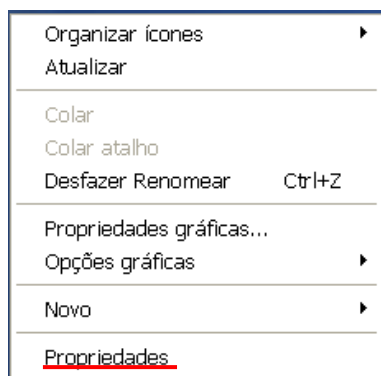 Organizar ícones
Atualizar
Colar
Colar atalho
Desfazer Renomear Ctrl+Z
Propriedades gráficas...
Opções gráficas
Novo
Propriedades